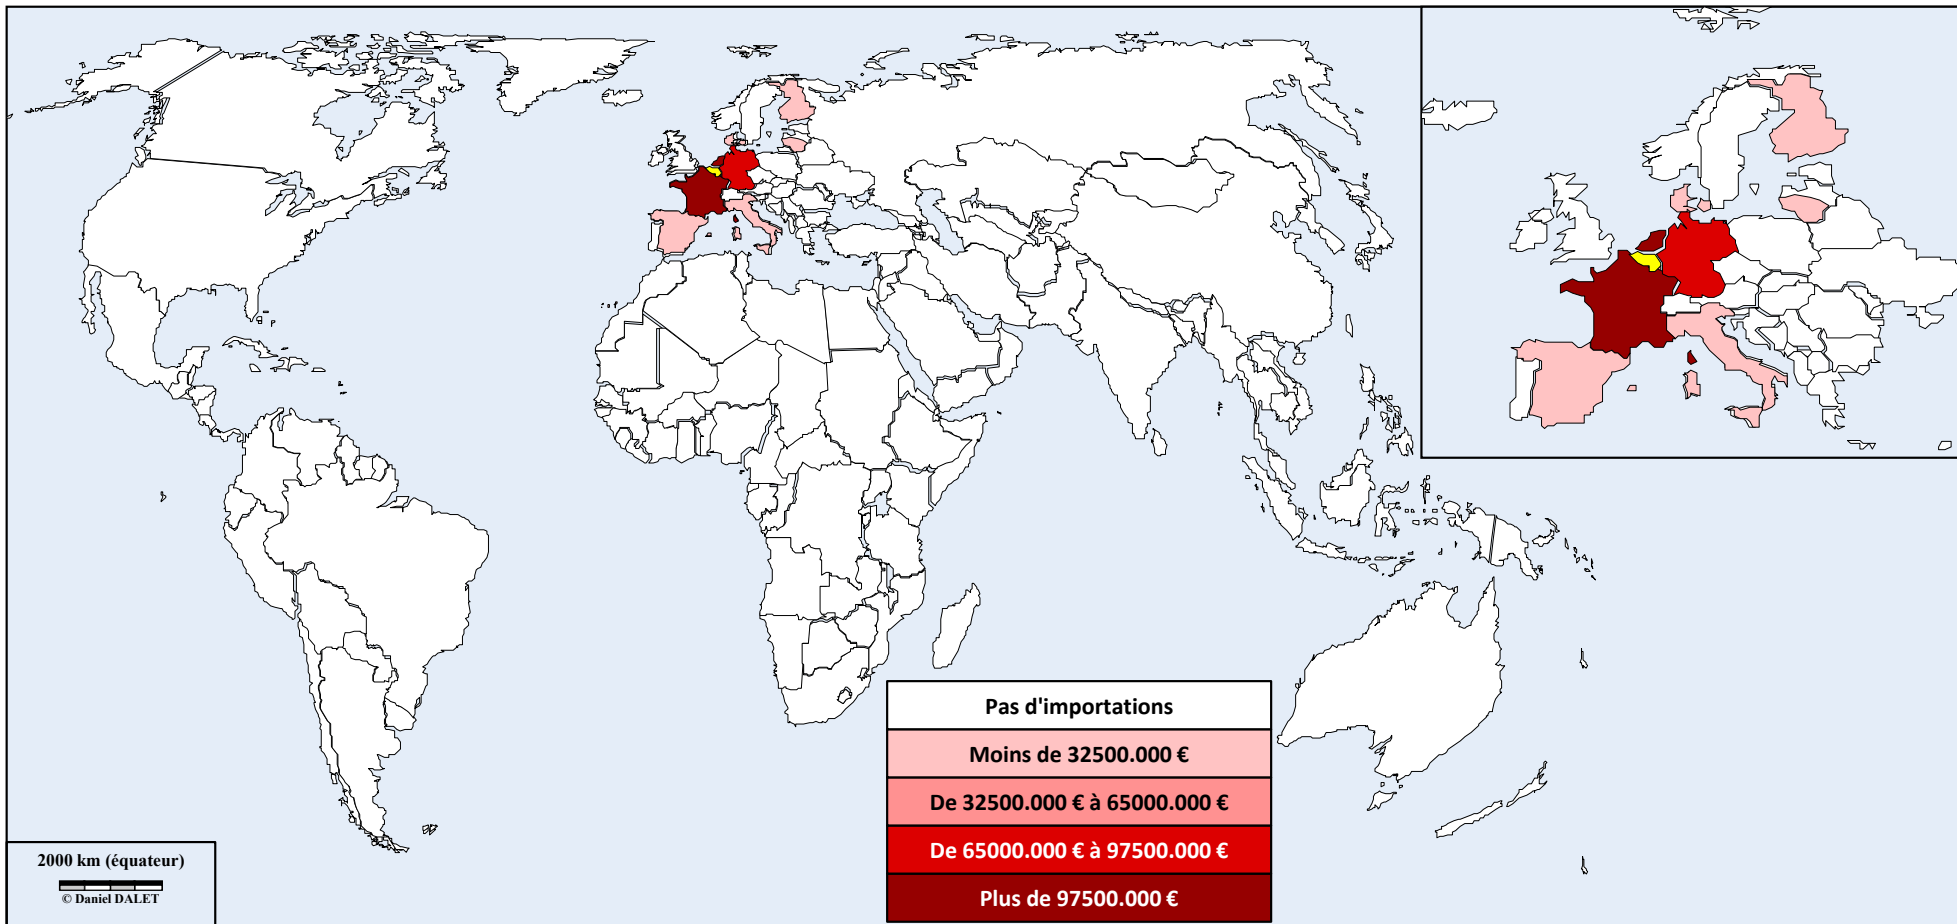 Pas d'importations
Moins de 32500.000 €
De 32500.000 € à 65000.000 €
De 65000.000 € à 97500.000 €
Plus de 97500.000 €
2000 km (équateur)
© Daniel DALET